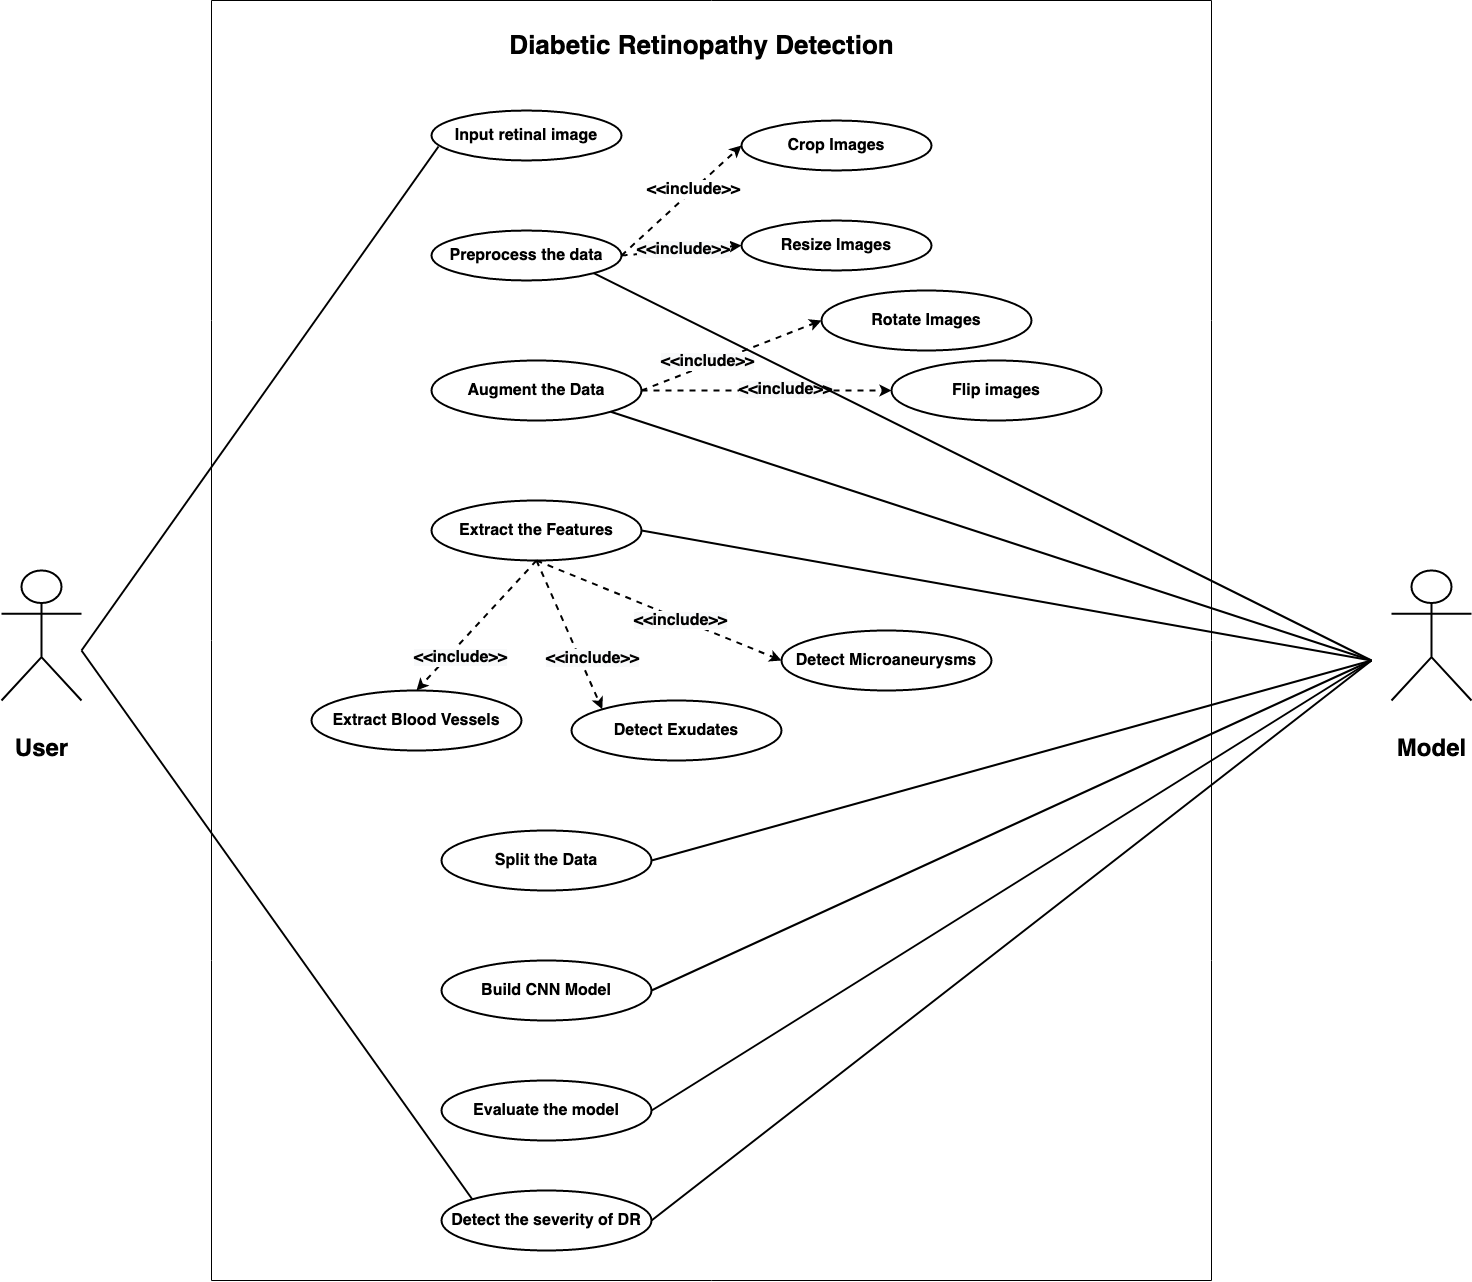 Diabetic Retinopathy Detection
Input retinal image
Crop Images
<<include>>
Preprocess the data
<<include>>
Resize Images
Rotate Images
<<include>>
Augment the Data
<<include>>
Flip images
Extract the Features
<<include>>
<<include>>
<<include>>
Detect Microaneurysms
Extract Blood Vessels
Detect Exudates
User
Model
Split the Data
Build CNN Model
Evaluate the model
Detect the severity of DR